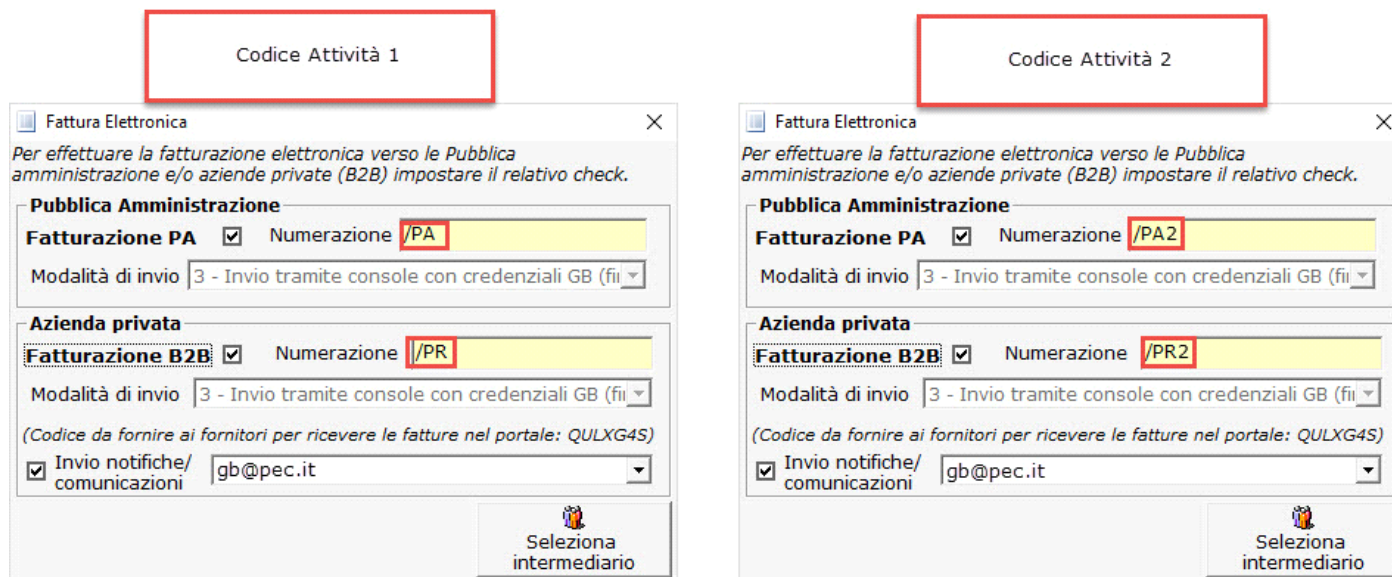 Codice Attività 1
Fattura Elettronica
Per effettuare la fatturazione elettronica verso le Pubblica
amministrazione e/o aziende private (B2B) impostare il relativo check.
Pubblica Amministrazione
Fatturazione PA Numerazione /PA
Modalità di invio 3 - Invio tramite console con credenziali GB (fir
Azienda privata
Fatturazione B2B Numerazione /PR
Modalità di invio 3 - Invio tramite console con credenziali GB (fir
(Codice da fornire ai fornitori per ricevere le fatture nel portale: QULXG4S)
Invio notifiche/
comunicazioni gb@pec.it
Seleziona
intermediario
Codice Attività 2
Fattura Elettronica
Per effettuare la fatturazione elettronica verso le Pubblica
amministrazione e/o aziende private (B2B) impostare il relativo check.
Pubblica Amministrazione
Fatturazione PA Numerazione /PA2
Modalità di invio 3 - Invio tramite console con credenziali GB (fir
Azienda privata
Fatturazione B2B Numerazione /PR2
Modalità di invio 3 - Invio tramite console con credenziali GB (fir
(Codice da fornire ai fornitori per ricevere le fatture nel portale: QULXG4S)
Invio notifiche/
comunicazioni gb@pec.it
Seleziona
intermediario